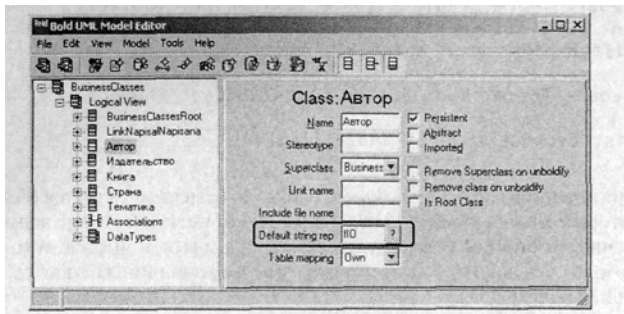 Bold UML Model Editor
File Edit View Model Tools Help
BusinessClasses
Logical View
BusinessClassesRoot
LinkNapisalNapisana
Автор
Издательство
Книга
Страна
Тематика
Associations
DataTypes
Class:Автор
Name Автор
Persistent
Abstract
Stereotype
Imported
Superclass Business
Remove Superclass on unboldify
Unit name
Remove class on unboldify
Is Root Class
Include file name
Default string rep ?
Table mapping Own